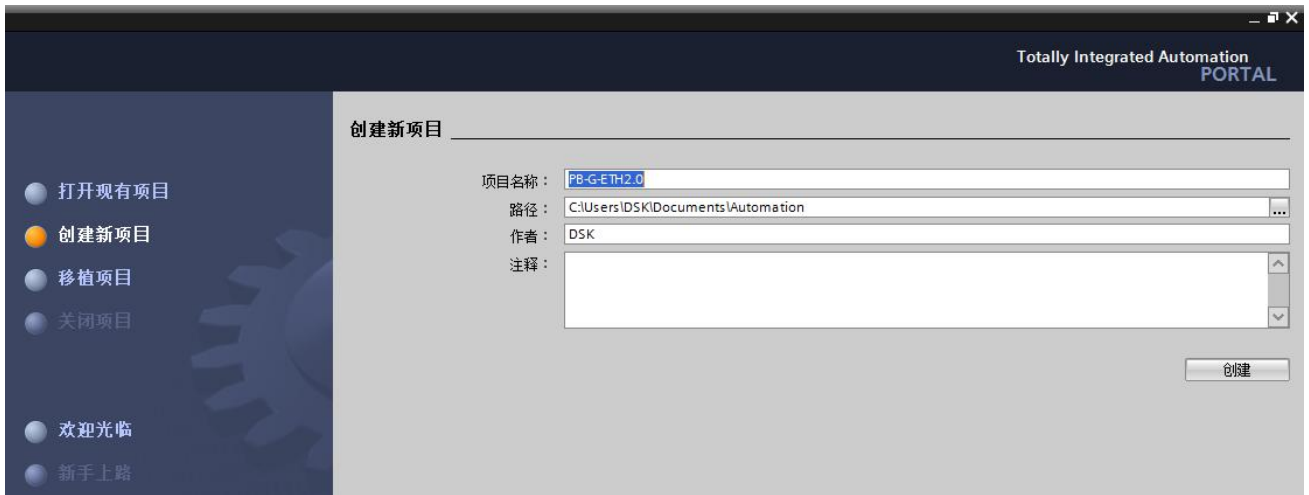 Totally Integrated Automation
PORTAL
打开现有项目
创建新项目
移植项目
关闭项目
欢迎光临
新手上路
创建新项目
项目名称：
PB-G-ETH2.0
路径：
C:\Users\DSK\Documents\Automation
...
作者：
DSK
注释：
创建